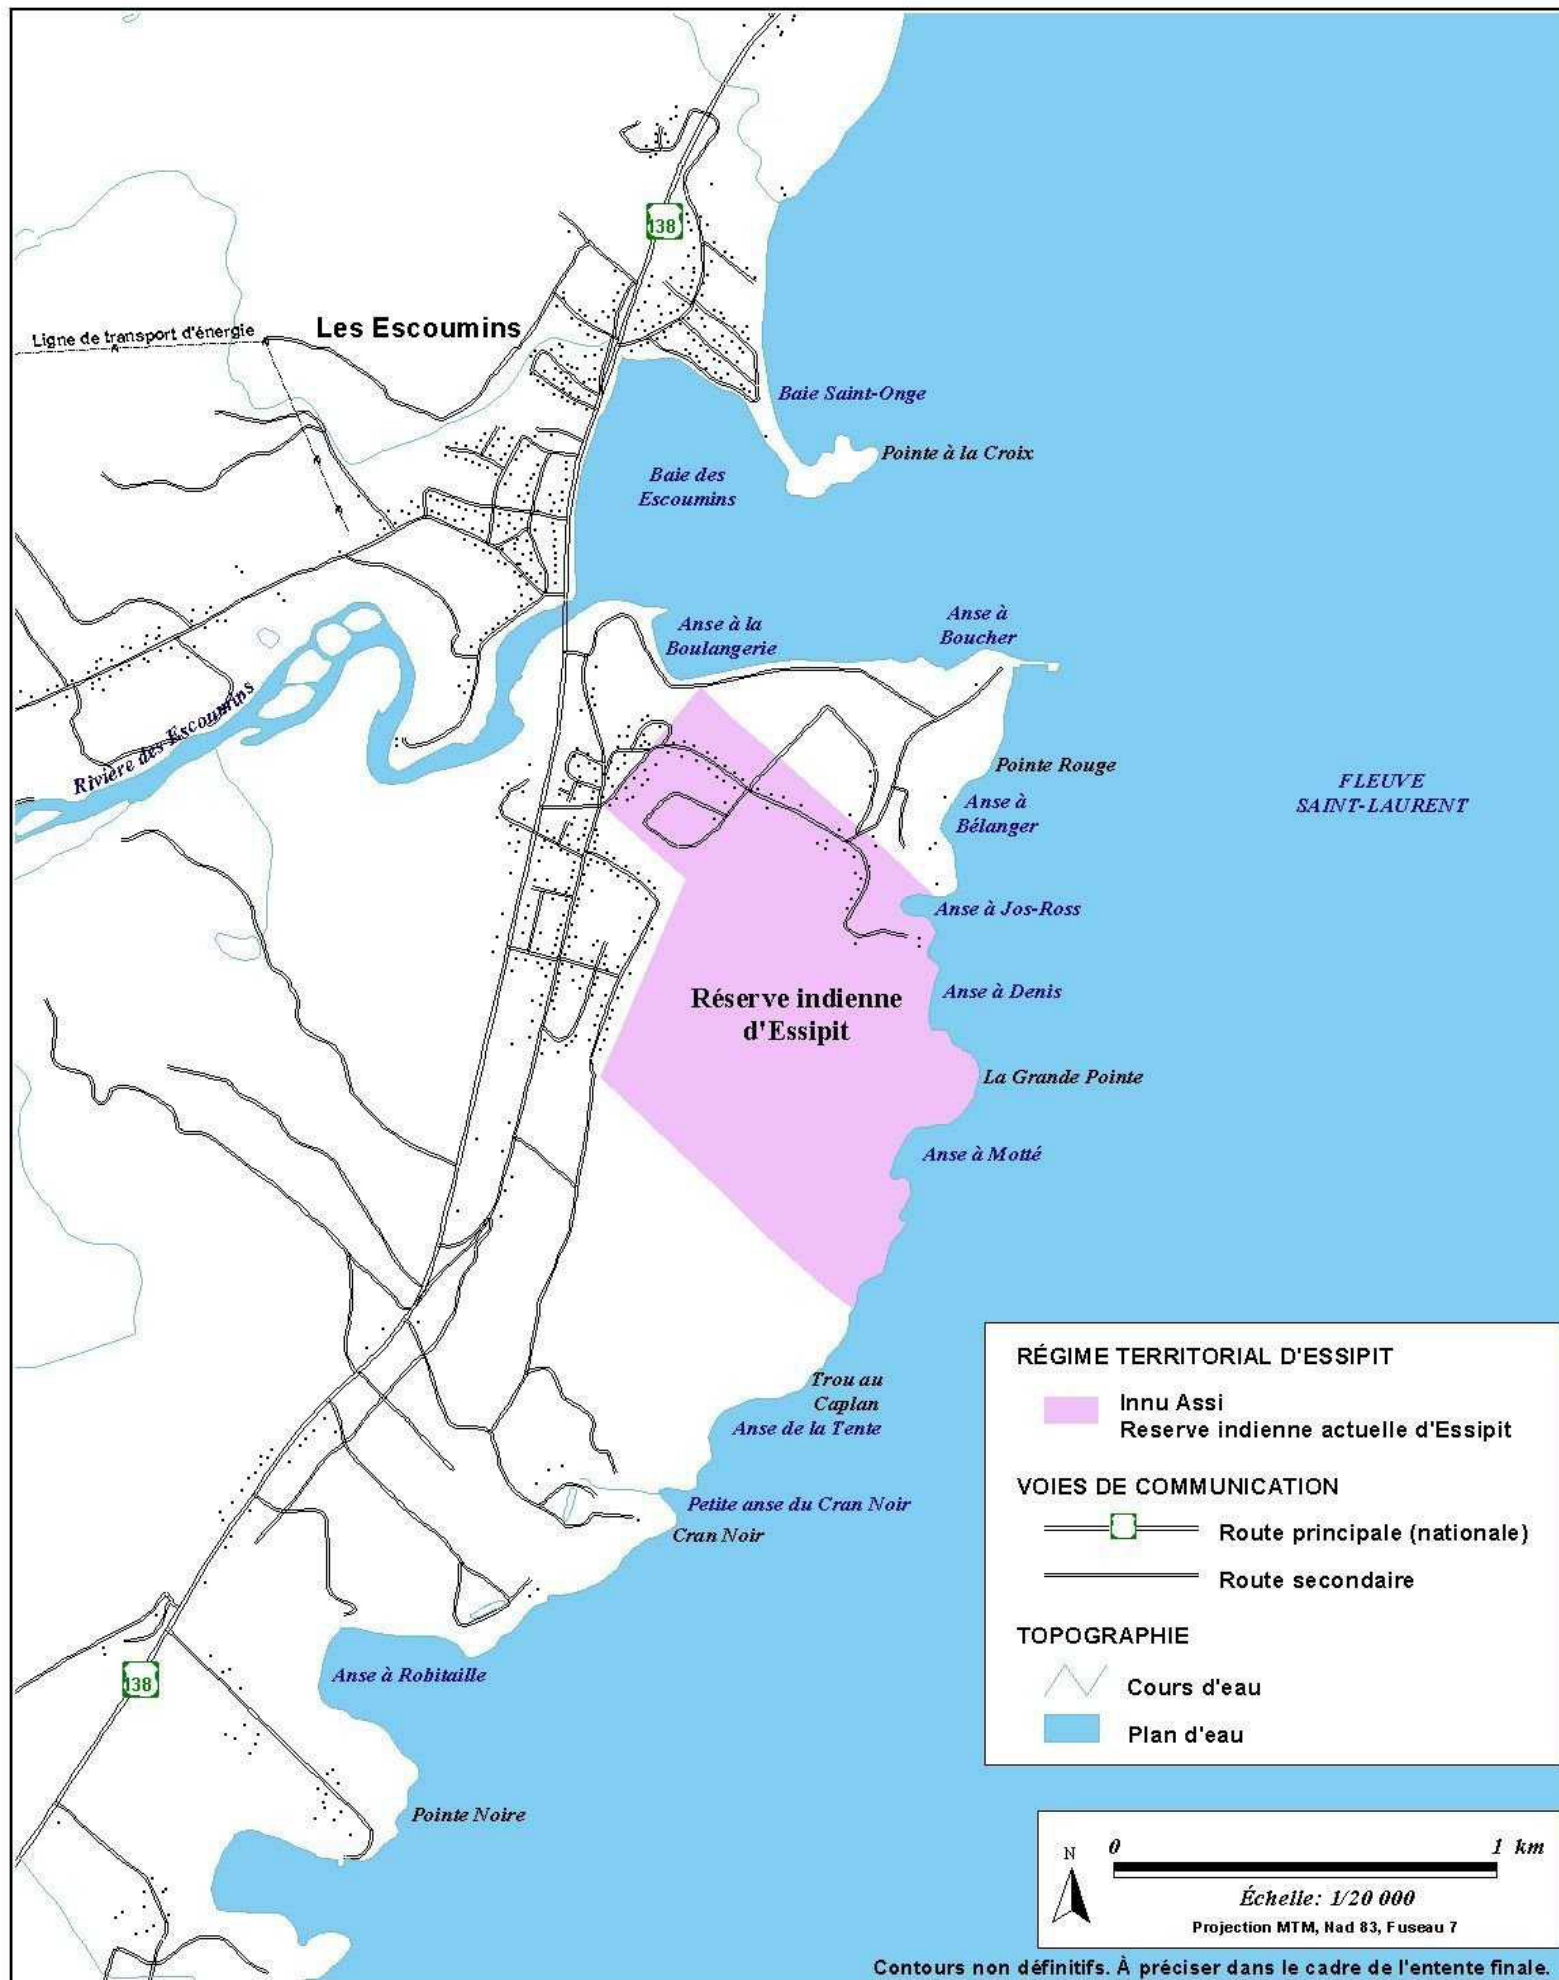 138
Ligne de transport d'énergie
Les Escoumins
Baie Saint-Onge
Pointe à la Croix
Baie des
Escoumins
Anse à la
Boulangerie
Anse à
Boucher
Rivière des Escoumins
Pointe Rouge
Anse à
Bélanger
FLEUVE
SAINT-LAURENT
Anse à Jos-Ross
Anse à Denis
Réserve indienne
d'Essipit
La Grande Pointe
Anse à Motté
Trou au
Caplan
Anse de la Tente
Petite anse du Cran Noir
Cran Noir
Anse à Robitaille
138
Pointe Noire
RÉGIME TERRITORIAL D'ESSIPIT
Innu Assi
Reserve indienne actuelle d'Essipit
VOIES DE COMMUNICATION
Route principale (nationale)
Route secondaire
TOPOGRAPHIE
Cours d'eau
Plan d'eau
N
0 1 km
Échelle: 1/20 000
Projection MTM, Nad 83, Fuseau 7
Contours non définitifs. À préciser dans le cadre de l'entente finale.